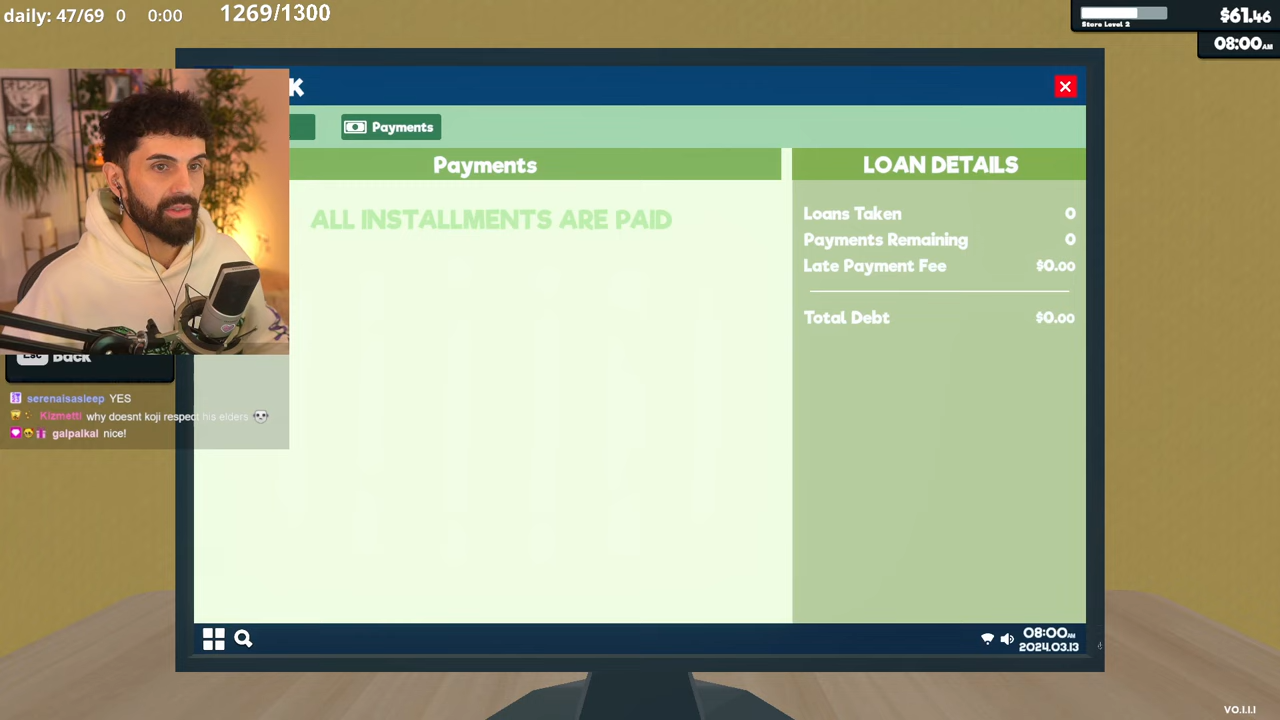 daily: 47/69 0 0:00 1269/1300
$61.46
Store Level 2
08:00AM
K
Payments
Payments
LOAN DETAILS
ALL INSTALLMENTS ARE PAID
Loans Taken 0
Payments Remaining 0
Late Payment Fee $0.00
Total Debt $0.00
Esc Back
serenaisasleep YES
Kizmetti why doesnt koji respect his elders
galpalkal nice!
08:00AM
2024.03.13
V0.1.1.1